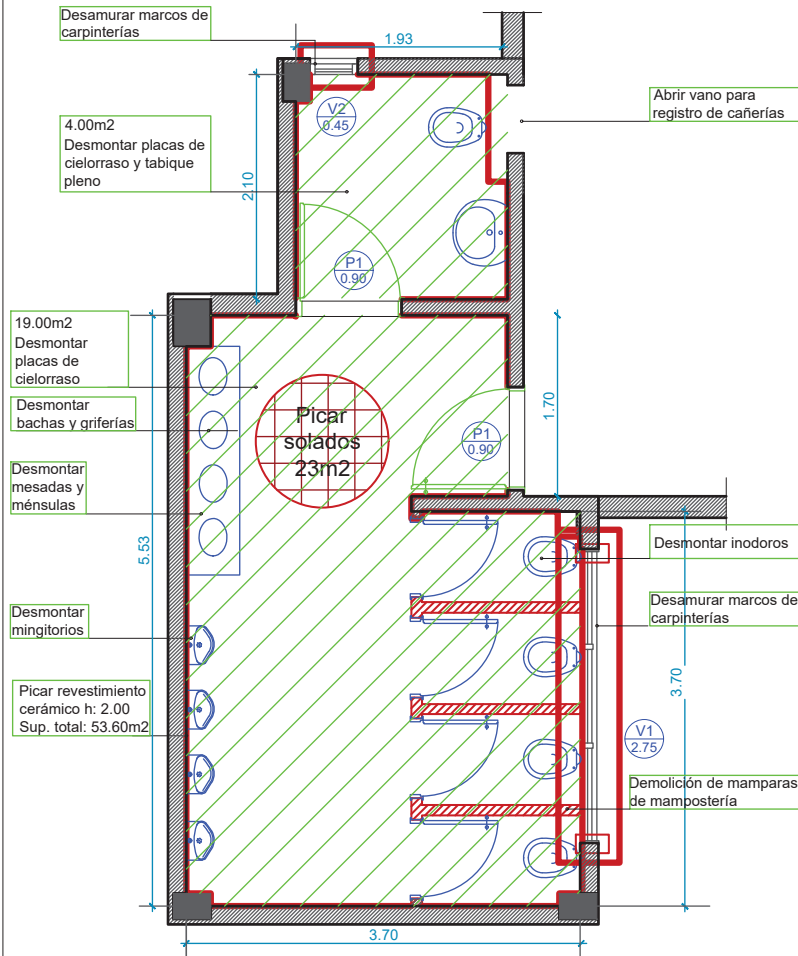 Desamurar marcos de
carpinterías
1.93
Abrir vano para
registro de cañerías
V2
0.45
4.00m2
Desmontar placas de
cielorraso y tabique
pleno
2.10
P1
0.90
19.00m2
Desmontar
placas de
cielorraso
Desmontar
bachas y griferías
Picar
solados
23m2
P1
0.90
1.70
Desmontar
mesadas y
ménsulas
5.53
Desmontar inodoros
Desamurar marcos de
carpinterías
Desmontar
mingitorios
3.70
Picar revestimiento
cerámico h: 2.00
Sup. total: 53.60m2
V1
2.75
Demolición de mamparas
de mampostería
3.70